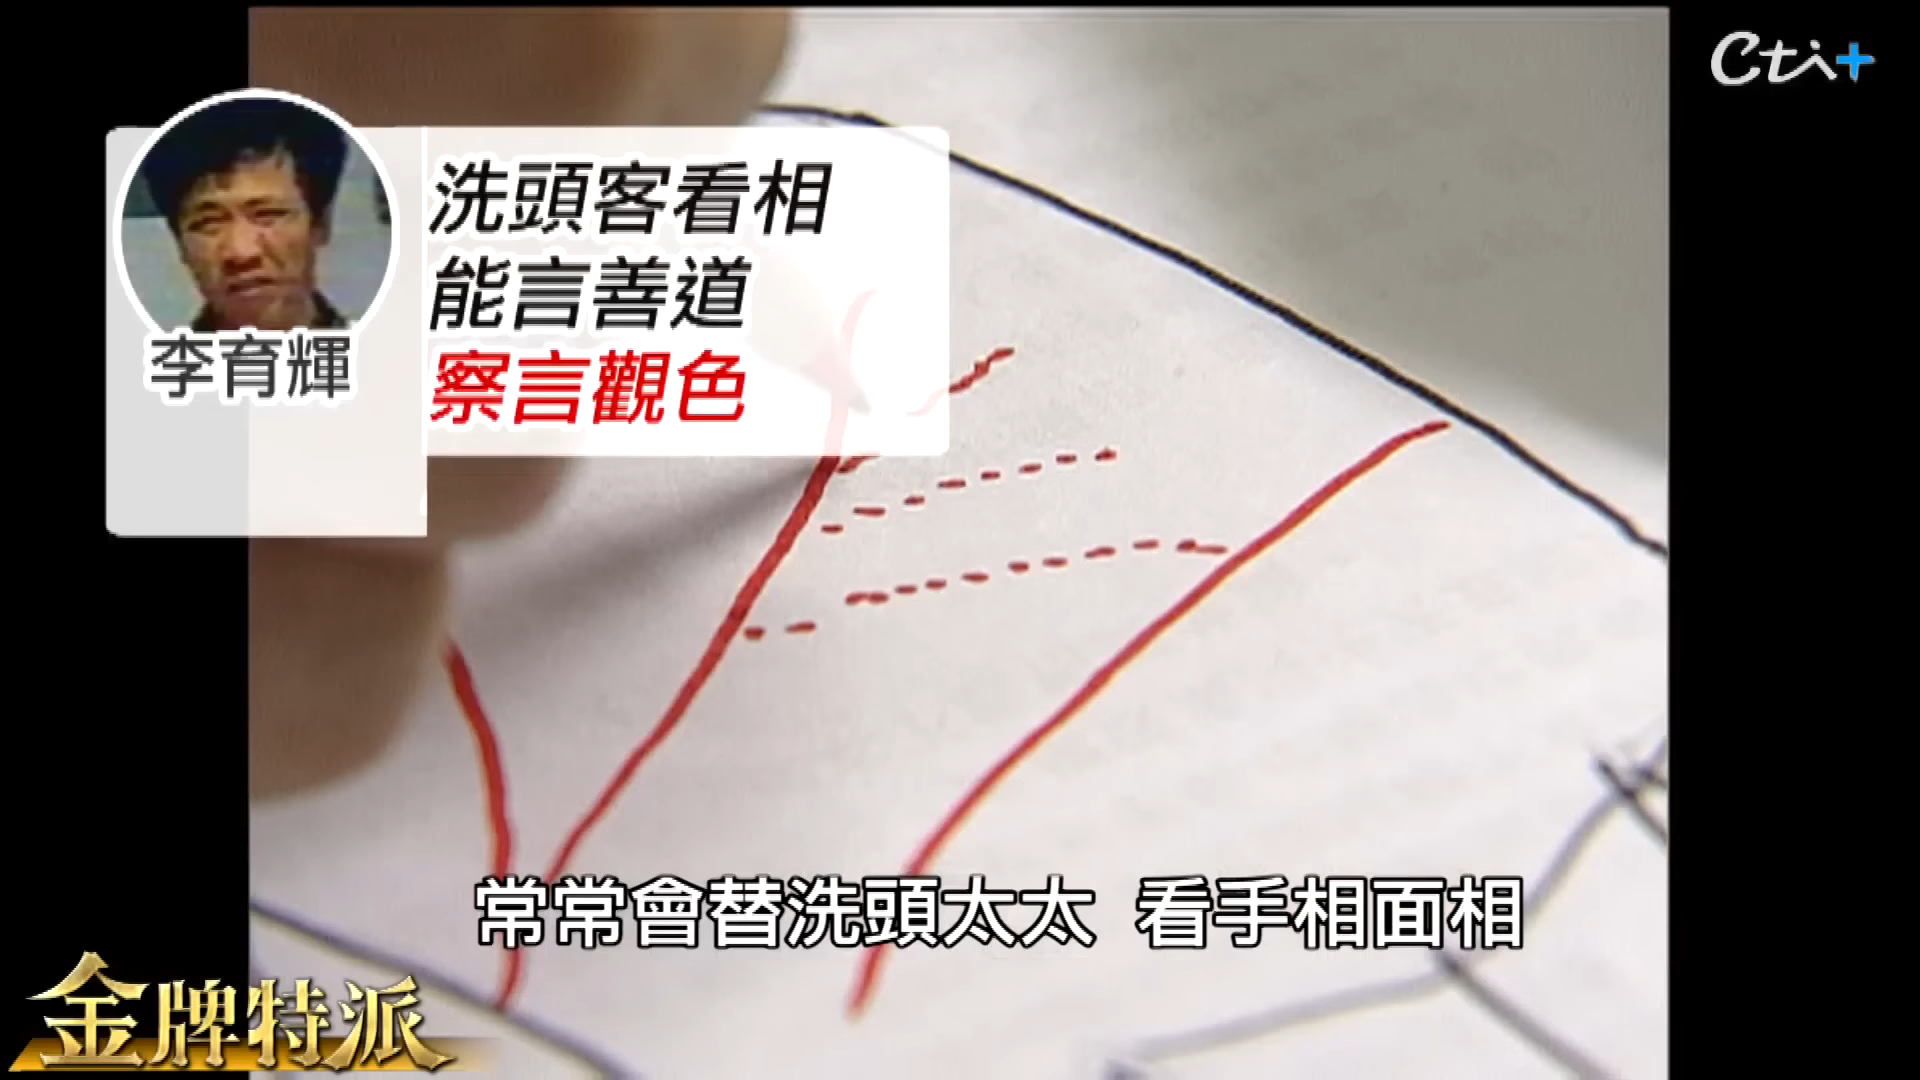 Cti+
洗頭客看相
能言善道
察言觀色
李育輝
常常會替洗頭太太 看手相面相
金牌特派